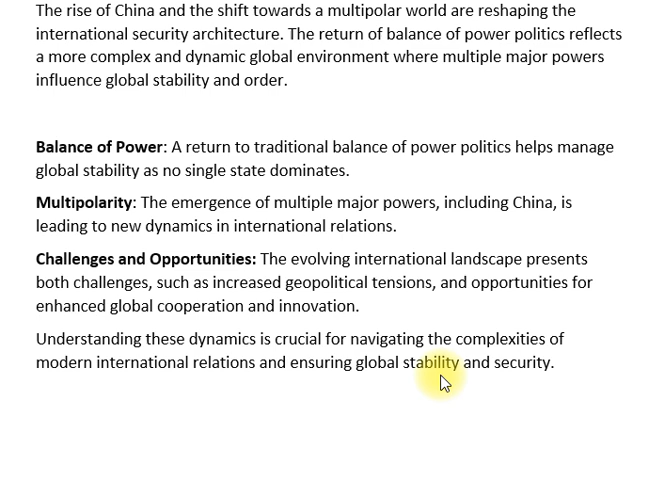 The rise of China and the shift towards a multipolar world are reshaping the
international security architecture. The return of balance of power politics reflects
a more complex and dynamic global environment where multiple major powers
influence global stability and order.
Balance of Power: A return to traditional balance of power politics helps manage
global stability as no single state dominates.
Multipolarity: The emergence of multiple major powers, including China, is
leading to new dynamics in international relations.
Challenges and Opportunities: The evolving international landscape presents
both challenges, such as increased geopolitical tensions, and opportunities for
enhanced global cooperation and innovation.
Understanding these dynamics is crucial for navigating the complexities of
modern international relations and ensuring global stability and security.